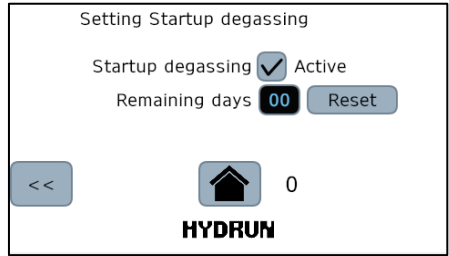 Setting Startup degassing
Startup degassing Active
Remaining days 00 Reset
<< 0
HYDRUN